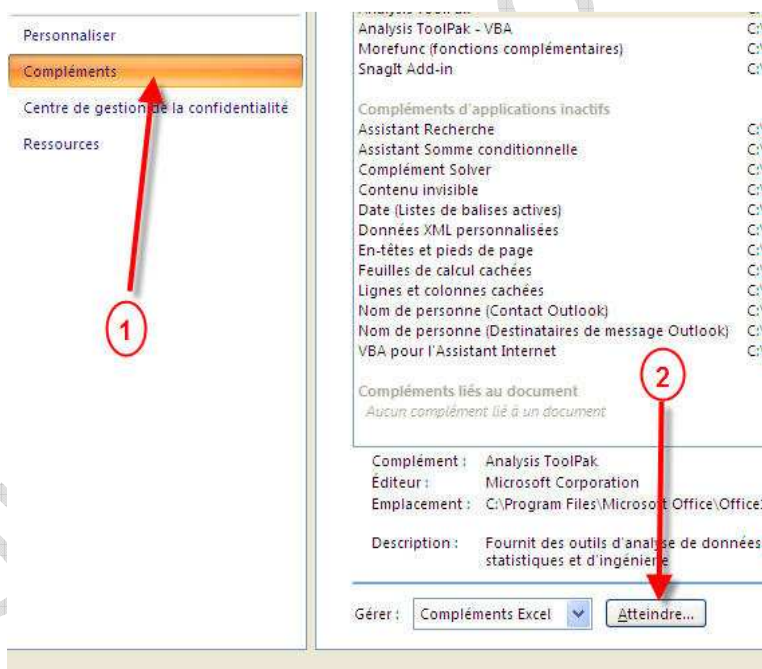 Personnaliser
Compléments
Centre de gestion de la confidentialité
Ressources
1
Analysis ToolPak - VBA C:\
Morefunc (fonctions complémentaires) C:\
SnagIt Add-in C:\
Compléments d'applications inactifs
Assistant Recherche C:\
Assistant Somme conditionnelle C:\
Complément Solver C:\
Contenu invisible C:\
Date (Listes de balises actives) C:\
Données XML personnalisées C:\
En-têtes et pieds de page C:\
Feuilles de calcul cachées C:\
Lignes et colonnes cachées C:\
Nom de personne (Contact Outlook) C:\
Nom de personne (Destinataires de message Outlook) C:\
VBA pour l'Assistant Internet C:\
2
Compléments liés au document
Aucun complément lié à un document
Complément : Analysis ToolPak
Éditeur : Microsoft Corporation
Emplacement : C:\Program Files\Microsoft Office\Office
Description : Fournit des outils d'analyse de données
statistiques et d'ingénierie
Gérer : Compléments Excel Atteindre...